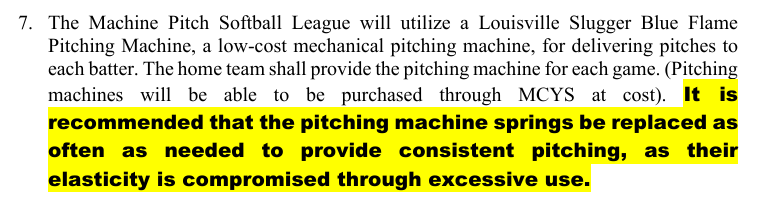 7. The Machine Pitch Softball League will utilize a Louisville Slugger Blue Flame
Pitching Machine, a low-cost mechanical pitching machine, for delivering pitches to
each batter. The home team shall provide the pitching machine for each game. (Pitching
machines will be able to be purchased through MCYS at cost). It is
recommended that the pitching machine springs be replaced as
often as needed to provide consistent pitching, as their
elasticity is compromised through excessive use.